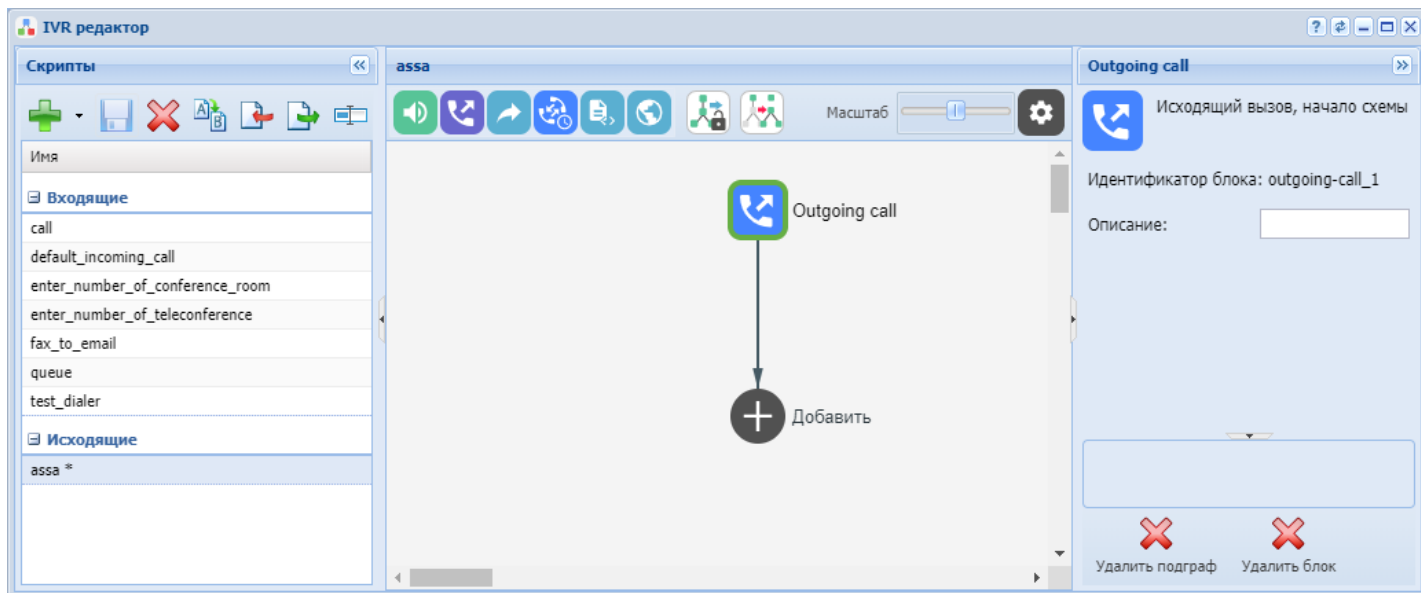 IVR редактор
Скрипты
Имя
Входящие
call
default_incoming_call
enter_number_of_conference_room
enter_number_of_teleconference
fax_to_email
queue
test_dialer
Исходящие
assa *
assa
Масштаб
Outgoing call
Добавить
Outgoing call
Исходящий вызов, начало схемы
Идентификатор блока: outgoing-call_1
Описание:
Удалить подграф Удалить блок